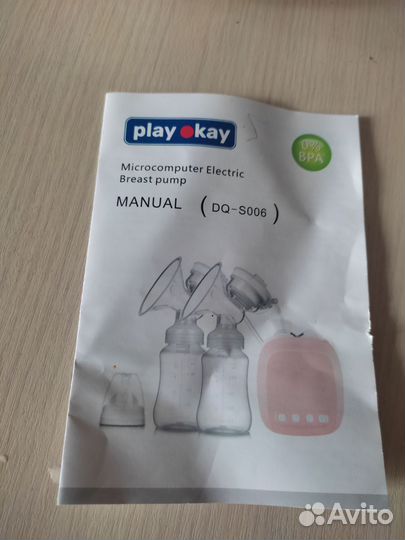 play okay
0%
BPA
Microcomputer Electric
Breast pump
MANUAL ( DQ-S006 )
Avito